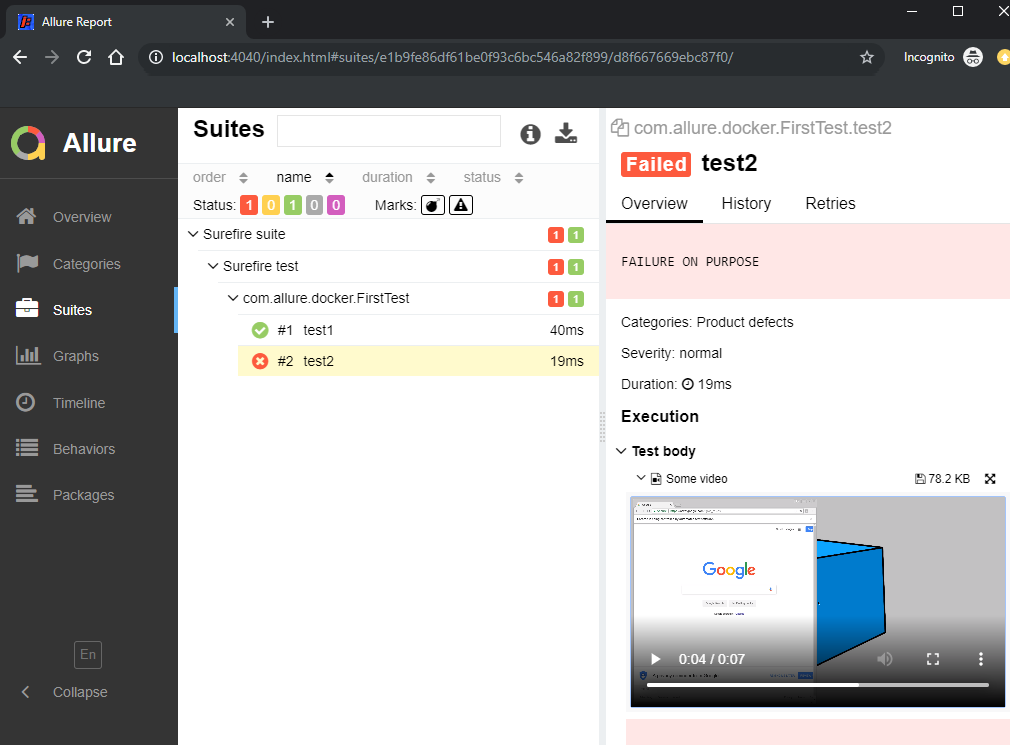 Allure Report
localhost:4040/index.html#suites/e1b9fe86df61be0f93c6bc546a82f899/d8f667669ebc87f0/
Incognito
Allure
Overview
Categories
Suites
Graphs
Timeline
Behaviors
Packages
En
Collapse
Suites
order name duration status
Status: 1 0 1 0 0 Marks:
Surefire suite 1 1
Surefire test 1 1
com.allure.docker.FirstTest 1 1
#1 test1 40ms
#2 test2 19ms
com.allure.docker.FirstTest.test2
Failed test2
Overview History Retries
FAILURE ON PURPOSE
Categories: Product defects
Severity: normal
Duration: 19ms
Execution
Test body
Some video 78.2 KB
Google
0:04 / 0:07